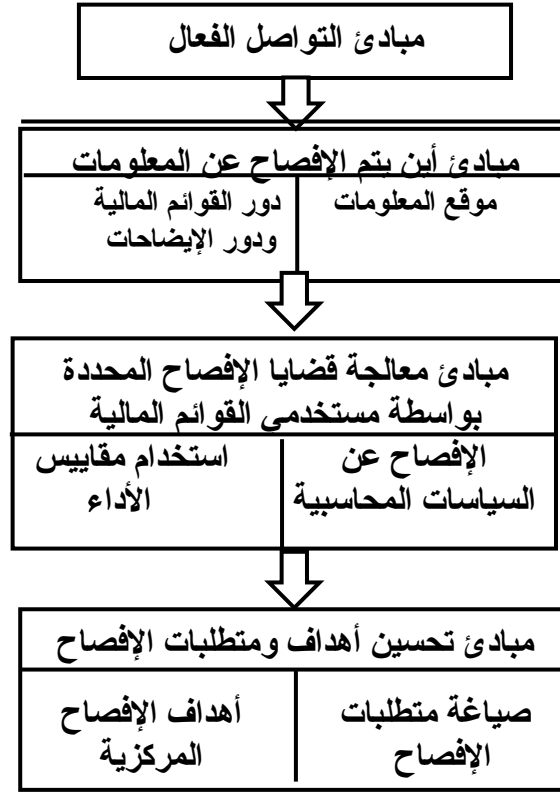 مبادئ التواصل الفعال
مبادئ أين يتم الإفصاح عن المعلومات
موقع المعلومات
دور القوائم المالية
ودور الإيضاحات
مبادئ معالجة قضايا الإفصاح المحددة
بواسطة مستخدمي القوائم المالية
الإفصاح عن
السياسات المحاسبية
استخدام مقاييس
الأداء
مبادئ تحسين أهداف ومتطلبات الإفصاح
صياغة متطلبات
الإفصاح
أهداف الإفصاح
المركزية